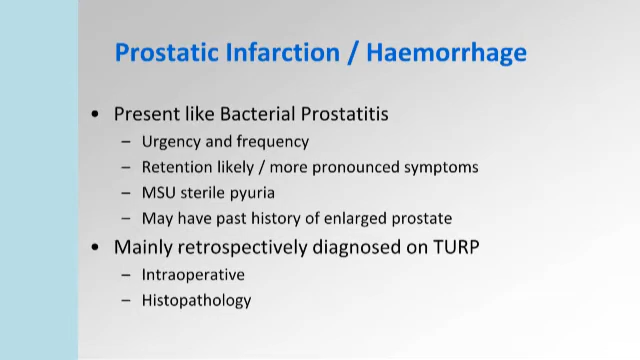 Prostatic Infarction / Haemorrhage
• Present like Bacterial Prostatitis
– Urgency and frequency
– Retention likely / more pronounced symptoms
– MSU sterile pyuria
– May have past history of enlarged prostate
• Mainly retrospectively diagnosed on TURP
– Intraoperative
– Histopathology